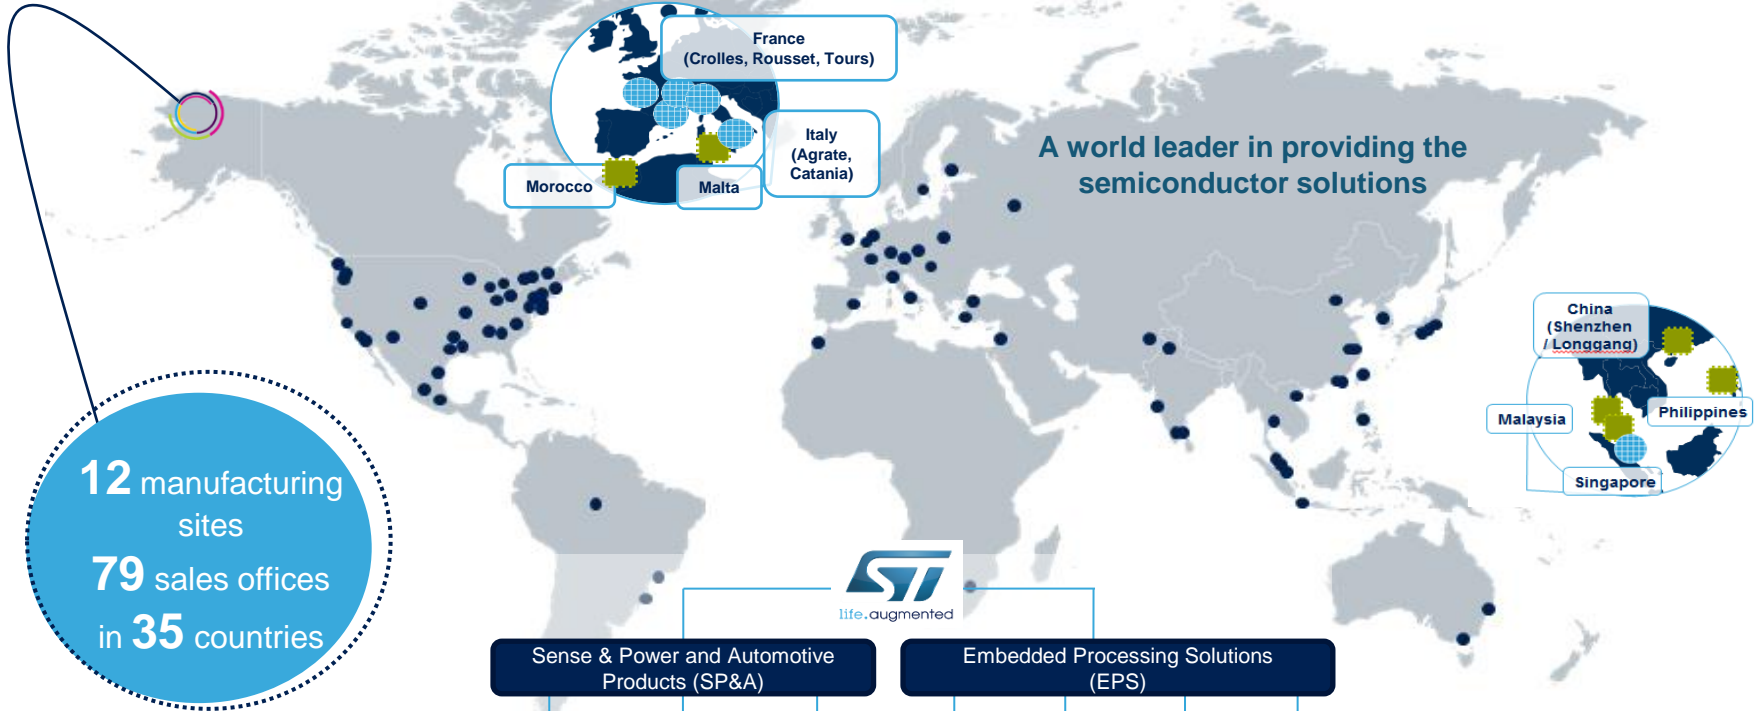 France
(Crolles, Rousset, Tours)
Italy
(Agrate,
Catania)
Morocco
Malta
A world leader in providing the
semiconductor solutions
China
(Shenzhen
/ Longgang)
Malaysia
Philippines
Singapore
12 manufacturing
sites
79 sales offices
in 35 countries
ST
life.augmented
Sense & Power and Automotive
Products (SP&A)
Embedded Processing Solutions
(EPS)